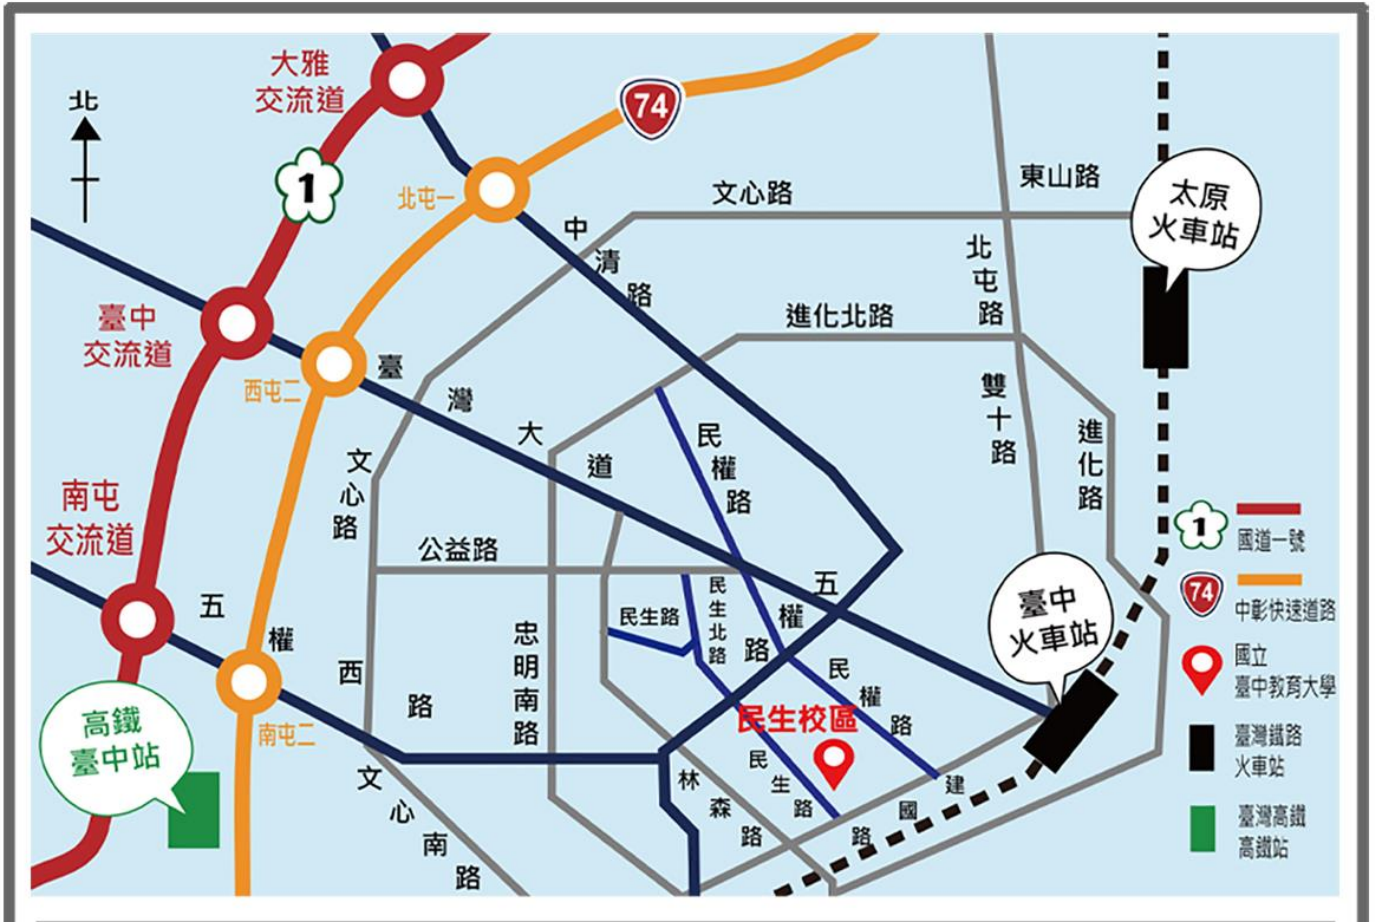 大雅
交流道
北
1
74
北屯一
文心路
東山路
太原
火車站
中清路
北屯路
臺中
交流道
西屯二
進化北路
臺灣大道
雙十路
民權路
進化路
文心路
南屯
交流道
公益路
1
國道一號
74
中彰快速道路
五權西路
民生路
民生北路
五權路
臺中
火車站
忠明南路
國立
臺中教育大學
民權路
高鐵
臺中站
南屯二
民生校區
臺灣鐵路
火車站
文心南路
林森路
民生路
建國路
臺灣高鐵
高鐵站